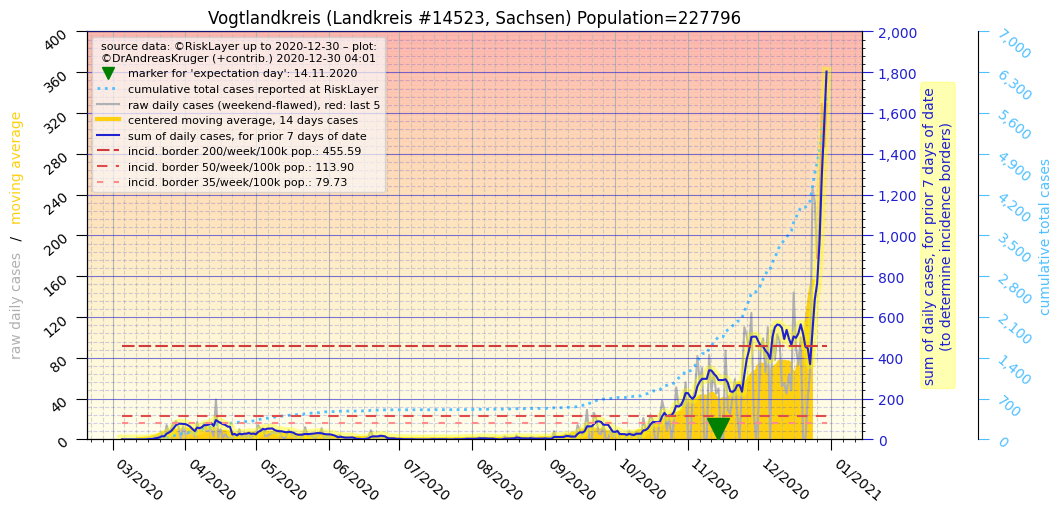 Vogtlandkreis (Landkreis #14523, Sachsen) Population=227796
source data: ©RiskLayer up to 2020-12-30 – plot:
©DrAndreasKruger (+contrib.) 2020-12-30 04:01
marker for 'expectation day': 14.11.2020
cumulative total cases reported at RiskLayer
raw daily cases (weekend-flawed), red: last 5
centered moving average, 14 days cases
sum of daily cases, for prior 7 days of date
incid. border 200/week/100k pop.: 455.59
incid. border 50/week/100k pop.: 113.90
incid. border 35/week/100k pop.: 79.73
raw daily cases / moving average
400
360
320
280
240
200
160
120
80
40
0
03/2020
04/2020
05/2020
06/2020
07/2020
08/2020
09/2020
10/2020
11/2020
12/2020
01/2021
2,000
1,800
1,600
1,400
1,200
1,000
800
600
400
200
0
sum of daily cases, for prior 7 days of date
(to determine incidence borders)
7,000
6,300
5,600
4,900
4,200
3,500
2,800
2,100
1,400
700
0
cumulative total cases